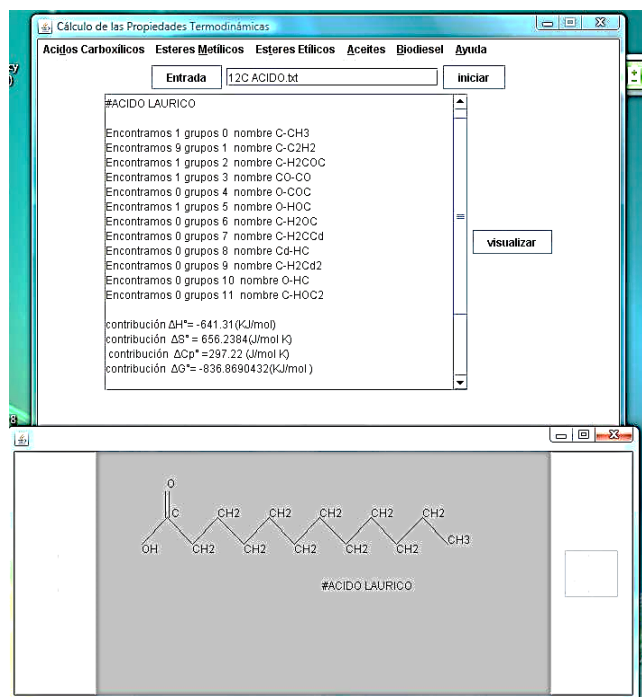 Cálculo de las Propiedades Termodinámicas
Acidos Carboxílicos Esteres Metílicos Esteres Etílicos Aceites Biodiesel Ayuda
Entrada 12C ACIDO.txt iniciar
#ACIDO LAURICO
Encontramos 1 grupos 0 nombre C-CH3
Encontramos 9 grupos 1 nombre C-C2H2
Encontramos 1 grupos 2 nombre C-H2COC
Encontramos 1 grupos 3 nombre CO-CO
Encontramos 0 grupos 4 nombre O-COC
Encontramos 1 grupos 5 nombre O-HOC
Encontramos 0 grupos 6 nombre C-H2OC
Encontramos 0 grupos 7 nombre C-H2CCd
Encontramos 0 grupos 8 nombre Cd-HC
Encontramos 0 grupos 9 nombre C-H2Cd2
Encontramos 0 grupos 10 nombre O-HC
Encontramos 0 grupos 11 nombre C-HOC2
visualizar
contribución ΔH°= -641.31(KJ/mol)
contribución ΔS° = 656.2384(J/mol K)
contribución ΔCp° =297.22 (J/mol K)
contribución ΔG°= -836.8690432(KJ/mol )
O
C CH2 CH2 CH2 CH2 CH2
OH CH2 CH2 CH2 CH2 CH2 CH3
#ACIDO LAURICO